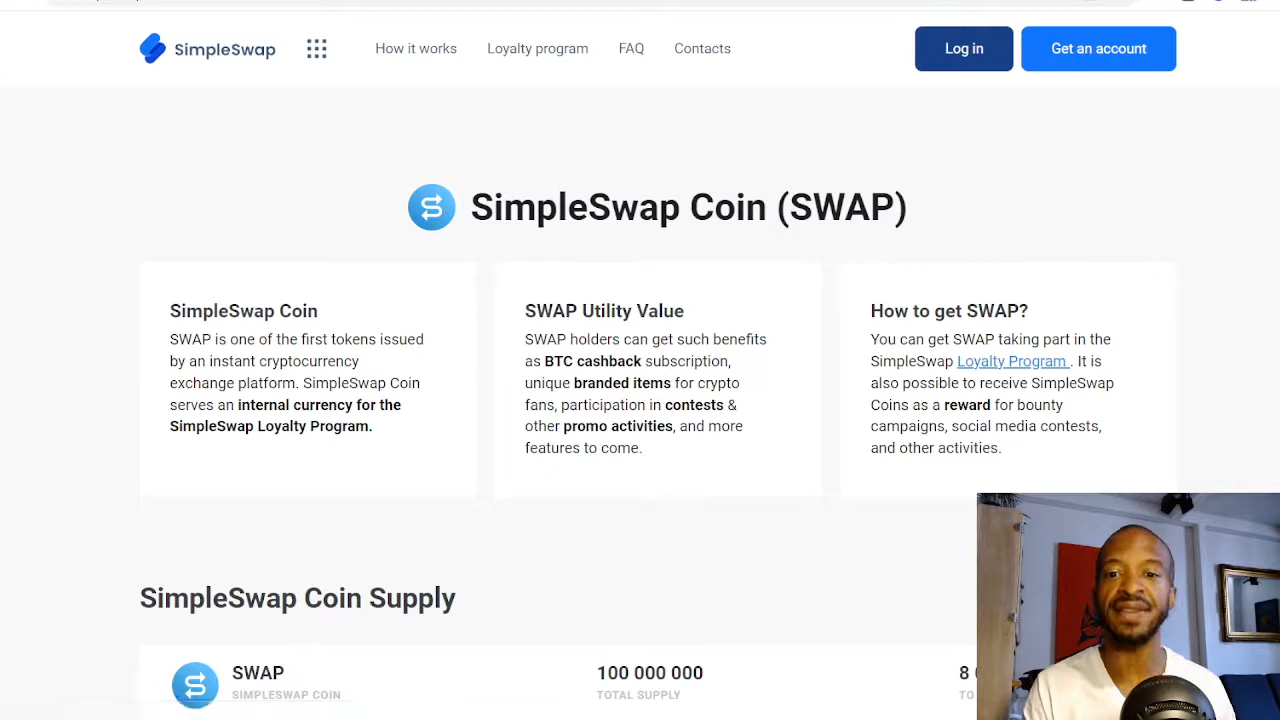 SimpleSwap
How it works
Loyalty program
FAQ
Contacts
Log in
Get an account
SimpleSwap Coin (SWAP)
SimpleSwap Coin
SWAP is one of the first tokens issued
by an instant cryptocurrency
exchange platform. SimpleSwap Coin
serves an internal currency for the
SimpleSwap Loyalty Program.
SWAP Utility Value
SWAP holders can get such benefits
as BTC cashback subscription,
unique branded items for crypto
fans, participation in contests &
other promo activities, and more
features to come.
How to get SWAP?
You can get SWAP taking part in the
SimpleSwap Loyalty Program . It is
also possible to receive SimpleSwap
Coins as a reward for bounty
campaigns, social media contests,
and other activities.
SimpleSwap Coin Supply
SWAP
SIMPLESWAP COIN
100 000 000
TOTAL SUPPLY
8
TO